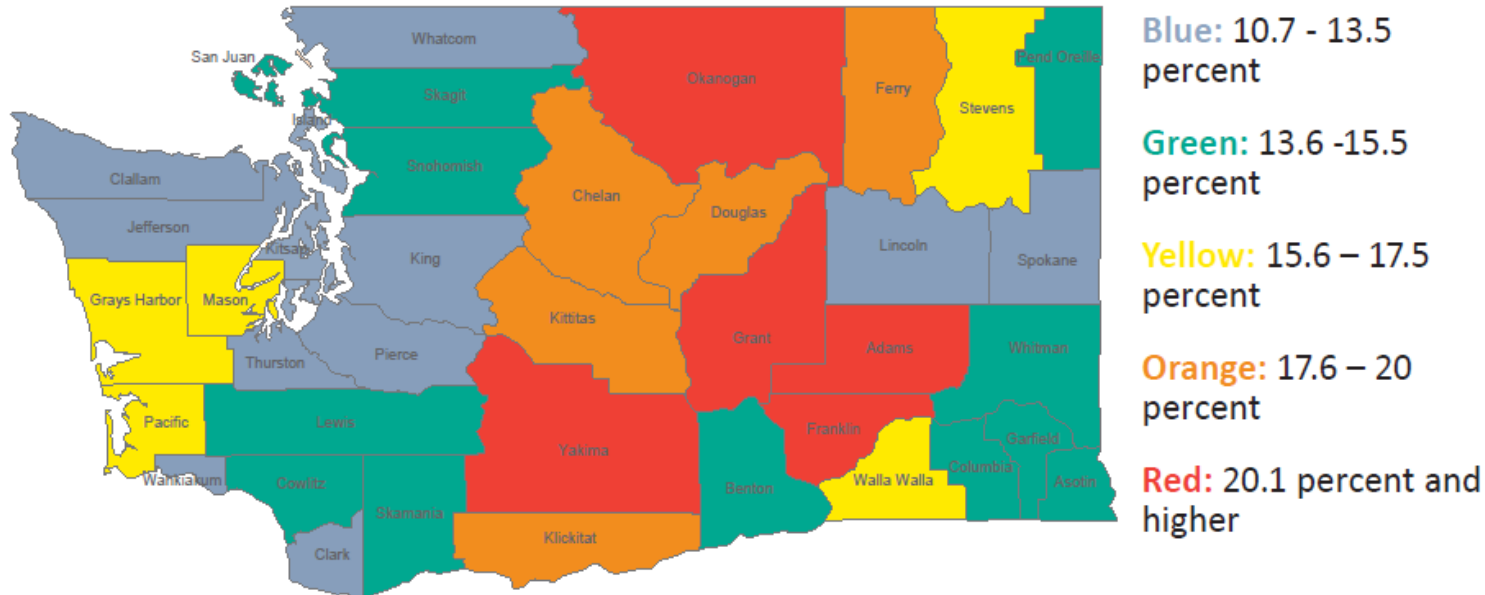 Whatcom
San Juan
Okanogan
Pend Oreille
Skagit
Ferry
Stevens
Island
Snohomish
Clallam
Chelan
Douglas
Jefferson
Kitsap
King
Lincoln
Spokane
Grays Harbor
Mason
Kittitas
Grant
Adams
Whitman
Thurston
Pierce
Pacific
Lewis
Yakima
Franklin
Garfield
Columbia
Wahkiakum
Cowlitz
Skamania
Benton
Walla Walla
Asotin
Klickitat
Clark
Blue: 10.7 - 13.5
percent
Green: 13.6 -15.5
percent
Yellow: 15.6 – 17.5
percent
Orange: 17.6 – 20
percent
Red: 20.1 percent and
higher